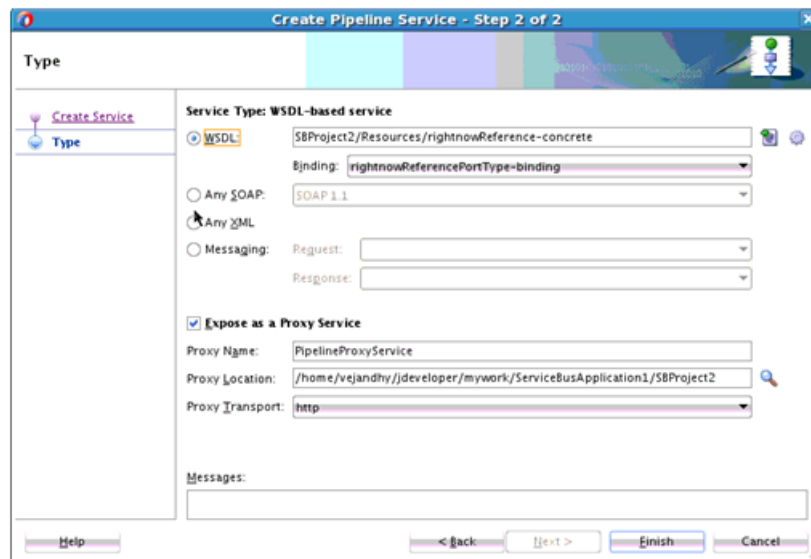 Create Pipeline Service - Step 2 of 2
Type
Create Service
Type
Service Type: WSDL-based service
WSDL: SBProject2/Resources/rightnowReference-concrete
Binding: rightnowReferencePortType-binding
Any SOAP: SOAP 1.1
Any XML
Messaging: Request:
Response:
Expose as a Proxy Service
Proxy Name: PipelineProxyService
Proxy Location: /home/vejandhy/jdeveloper/mywork/ServiceBusApplication1/SBProject2
Proxy Transport: http
Messages:
Help < Back Next > Finish Cancel